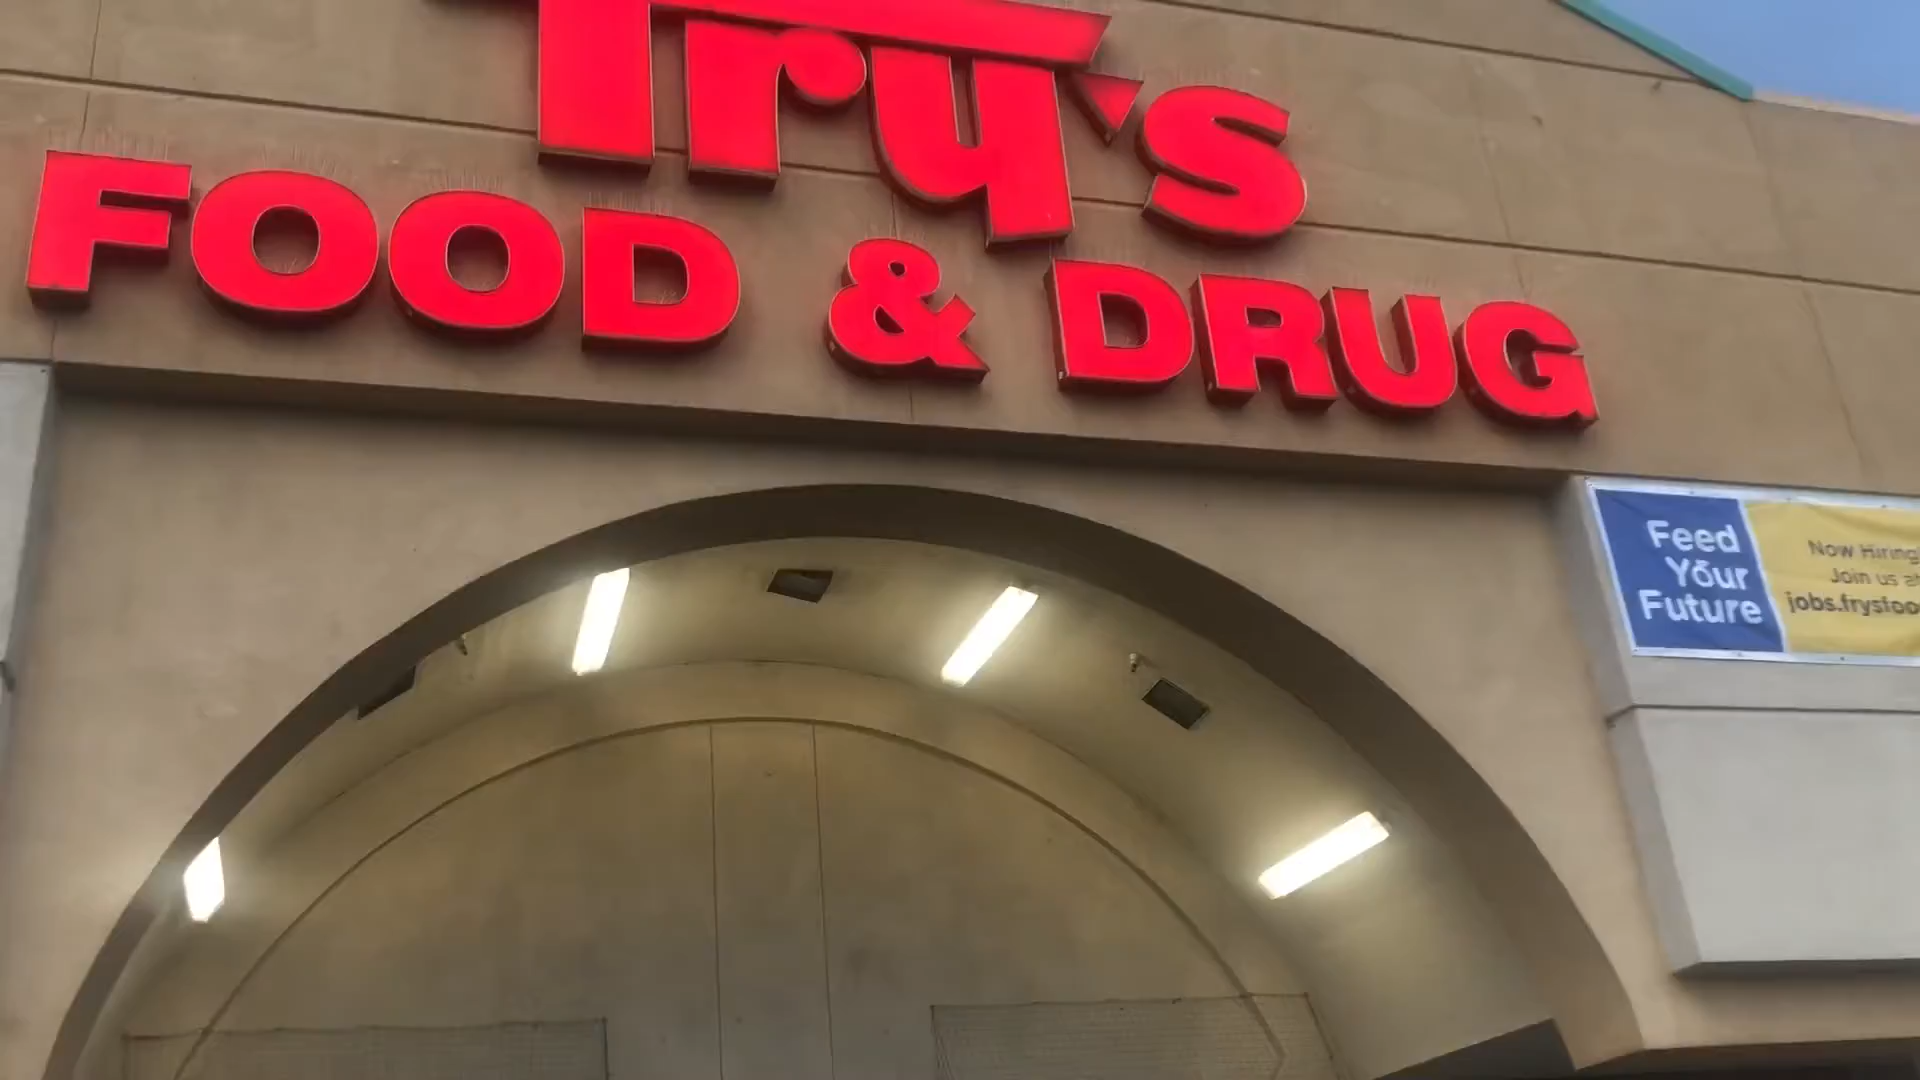 Fry's
FOOD & DRUG
Feed
Your
Future
Now Hiring
Join us at
jobs.frysfoo